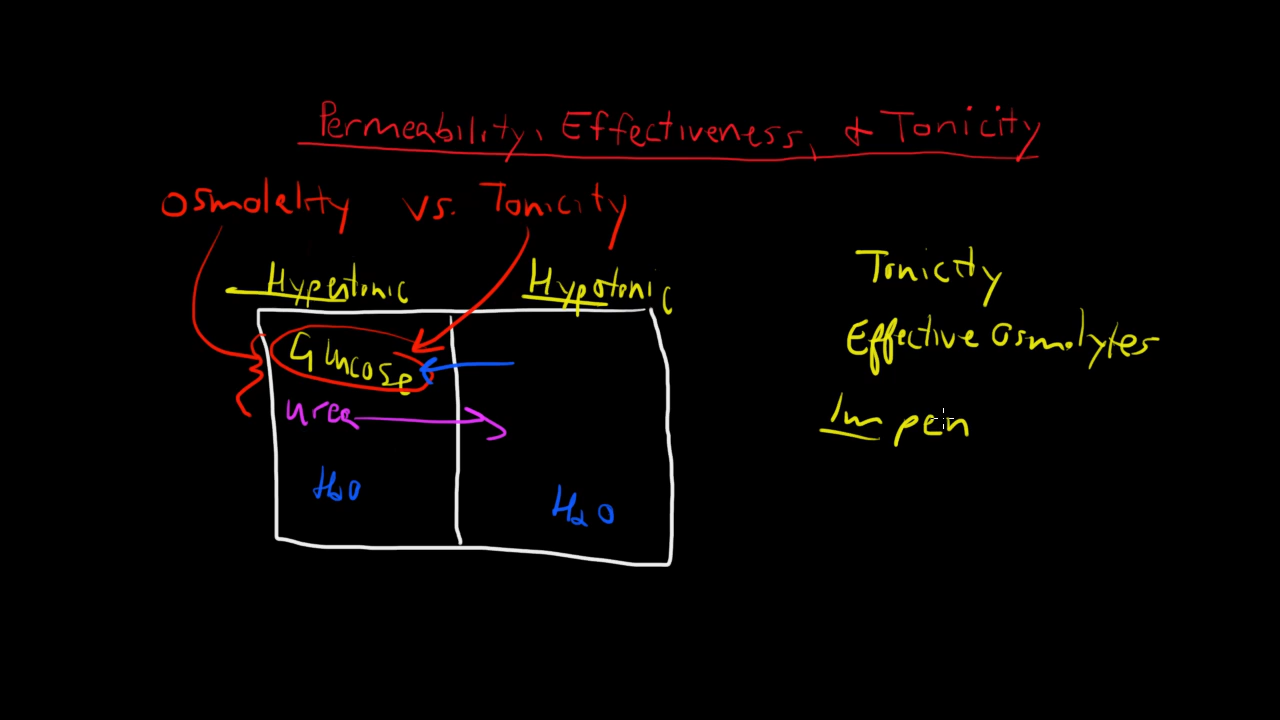 Permeability, Effectiveness, & Tonicity
Osmolality vs. Tonicity
Hypertonic Hypotonic
Tonicity
Glucose
Effective Osmolytes
urea
Impen
H2O H2O